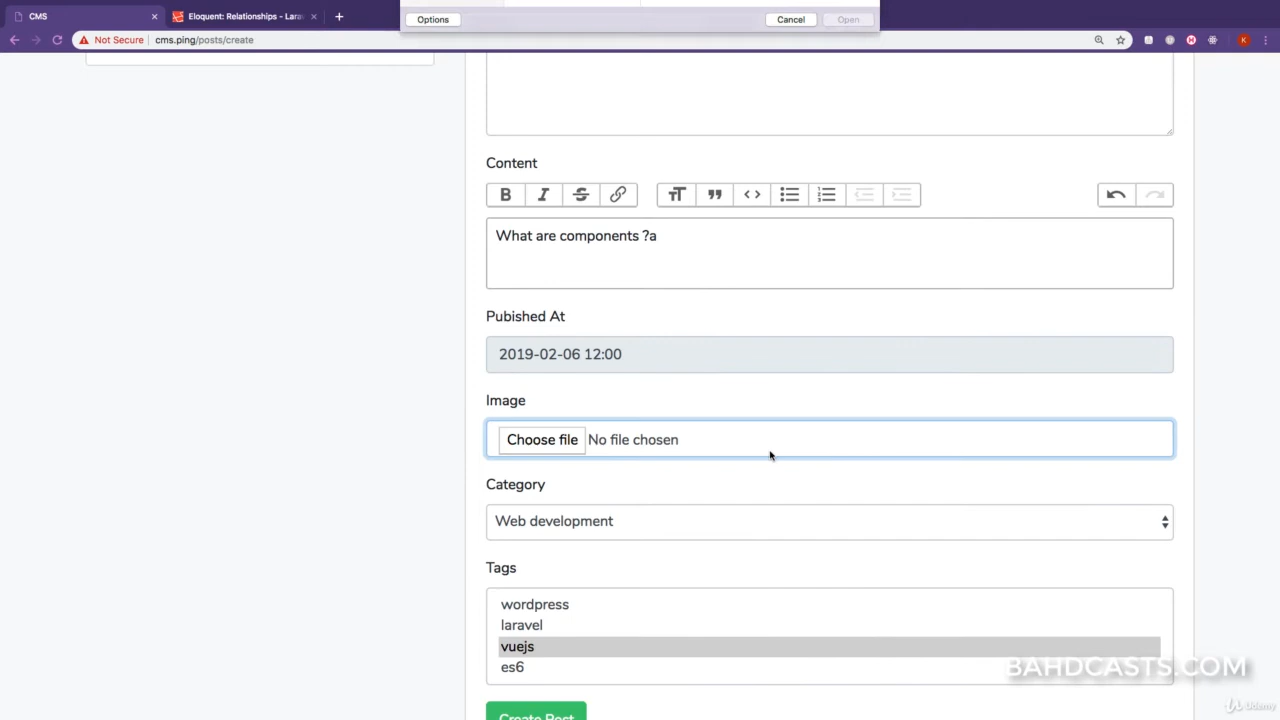 CMS
Eloquent: Relationships - Lara
Options
Cancel
Open
Not Secure
cms.ping/posts/create
K
Content
What are components ?a
Pubished At
2019-02-06 12:00
Image
Choose file No file chosen
Category
Web development
Tags
wordpress
laravel
vuejs
es6
BAHDCASTS.COM
Create Post
Udemy